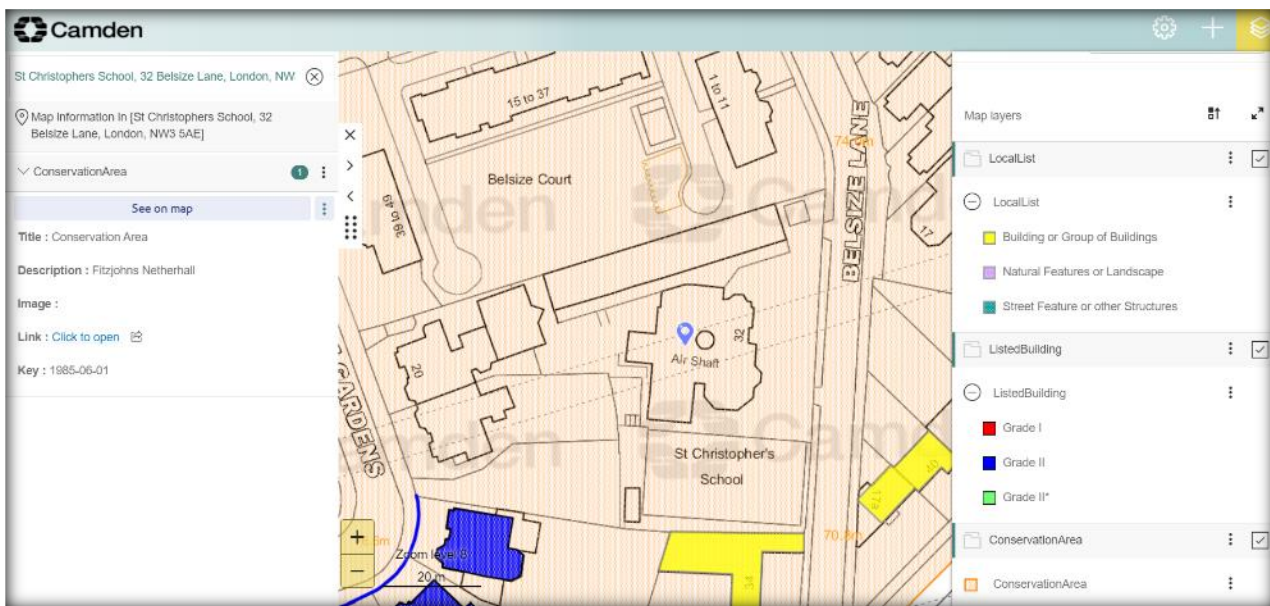 Camden
St Christophers School, 32 Belsize Lane, London, NW
Map Information in [St Christophers School, 32
Belsize Lane, London, NW3 5AE]
ConservationArea
1
See on map
Title : Conservation Area
Description : Fitzjohns Netherhall
Image :
Link : Click to open
Key : 1985-06-01
15 to 37
1 to 11
BELSIZE LANE
Belsize Court
Camden
49 to 39
17
20
32
Air Shaft
GARDENS
Camden
Camden
St Christopher's
School
17a
34
70.8m
Zoom level 8
20 m
Map layers
LocalList
LocalList
Building or Group of Buildings
Natural Features or Landscape
Street Feature or other Structures
ListedBuilding
ListedBuilding
Grade I
Grade II
Grade II*
ConservationArea
ConservationArea